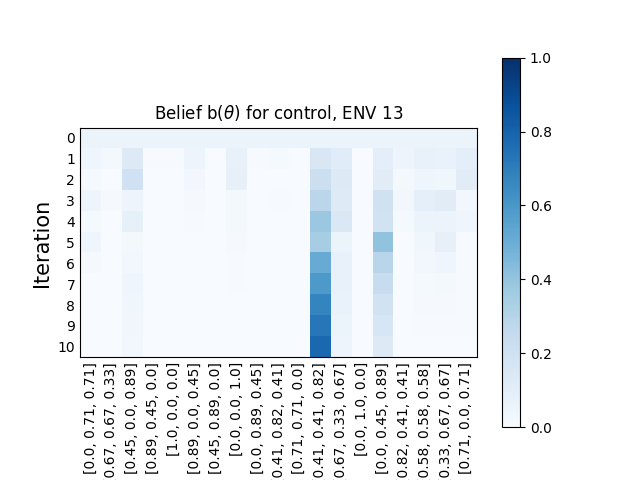 Belief b(θ) for control, ENV 13
Iteration
0
1
2
3
4
5
6
7
8
9
10
[0.0, 0.71, 0.71]
0.67, 0.67, 0.33]
[0.45, 0.0, 0.89]
[0.89, 0.45, 0.0]
[1.0, 0.0, 0.0]
[0.89, 0.0, 0.45]
[0.45, 0.89, 0.0]
[0.0, 0.0, 1.0]
[0.0, 0.89, 0.45]
0.41, 0.82, 0.41]
[0.71, 0.71, 0.0]
0.41, 0.41, 0.82]
0.67, 0.33, 0.67]
[0.0, 1.0, 0.0]
[0.0, 0.45, 0.89]
0.82, 0.41, 0.41]
0.58, 0.58, 0.58]
0.33, 0.67, 0.67]
[0.71, 0.0, 0.71]
1.0
0.8
0.6
0.4
0.2
0.0